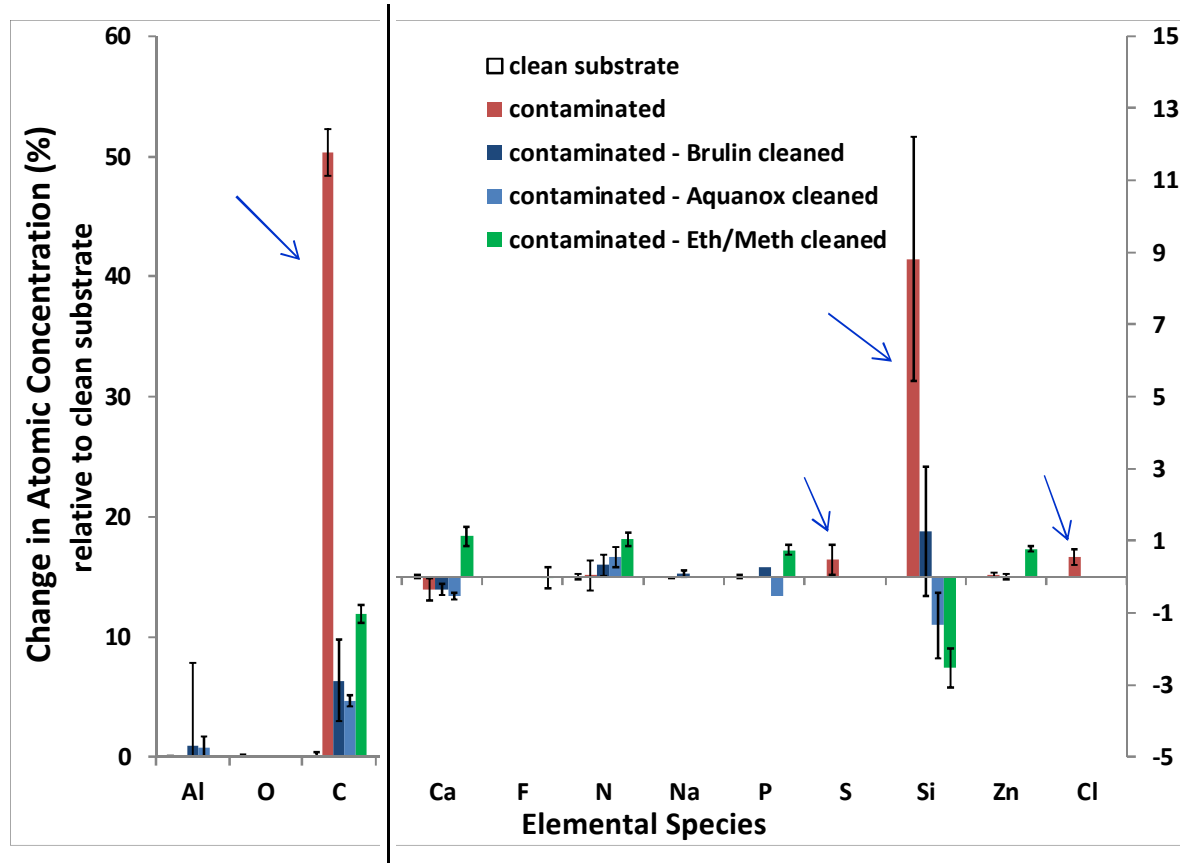 Change in Atomic Concentration (%)
relative to clean substrate
60
50
40
30
20
10
0
Al O C
clean substrate
contaminated
contaminated - Brulin cleaned
contaminated - Aquanox cleaned
contaminated - Eth/Meth cleaned
15
13
11
9
7
5
3
1
-1
-3
-5
Ca F N Na P S Si Zn Cl
Elemental Species